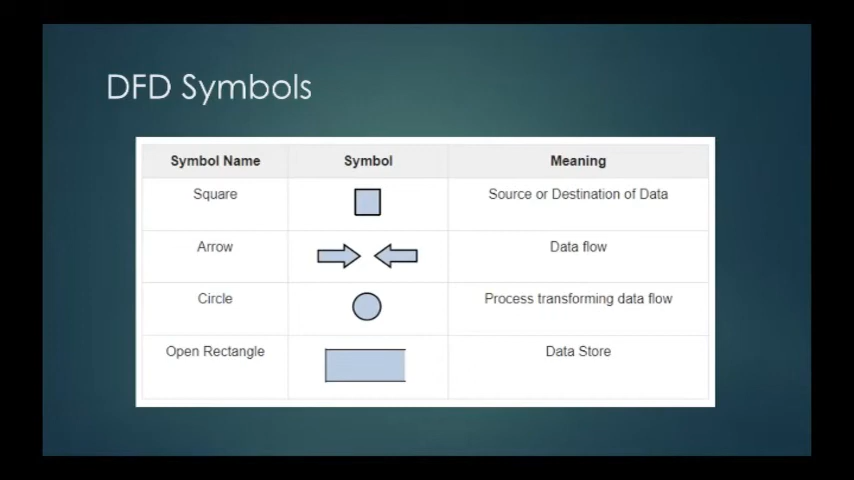 DFD Symbols
Symbol Name Symbol Meaning
Square Source or Destination of Data
Arrow Data flow
Circle Process transforming data flow
Open Rectangle Data Store